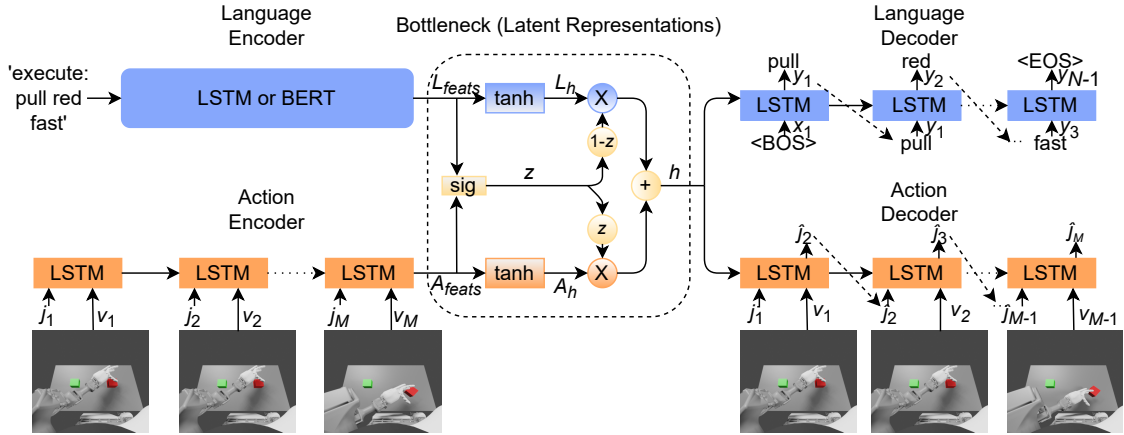 Language
Encoder
Bottleneck (Latent Representations)
Language
Decoder
'execute:
pull red
fast'
LSTM or BERT
L_feats
tanh
L_h
X
1-z
sig
z
z
+
h
A_feats
tanh
A_h
X
pull
y_1
red
y_2
<EOS>
y_N-1
LSTM
LSTM
LSTM
x_1
<BOS>
y_1
pull
y_3
fast
Action
Encoder
LSTM
LSTM
LSTM
j_1
v_1
j_2
v_2
j_M
v_M
Action
Decoder
ĵ_2
ĵ_3
ĵ_M
LSTM
LSTM
LSTM
j_1
v_1
ĵ_2
v_2
ĵ_M-1
v_M-1